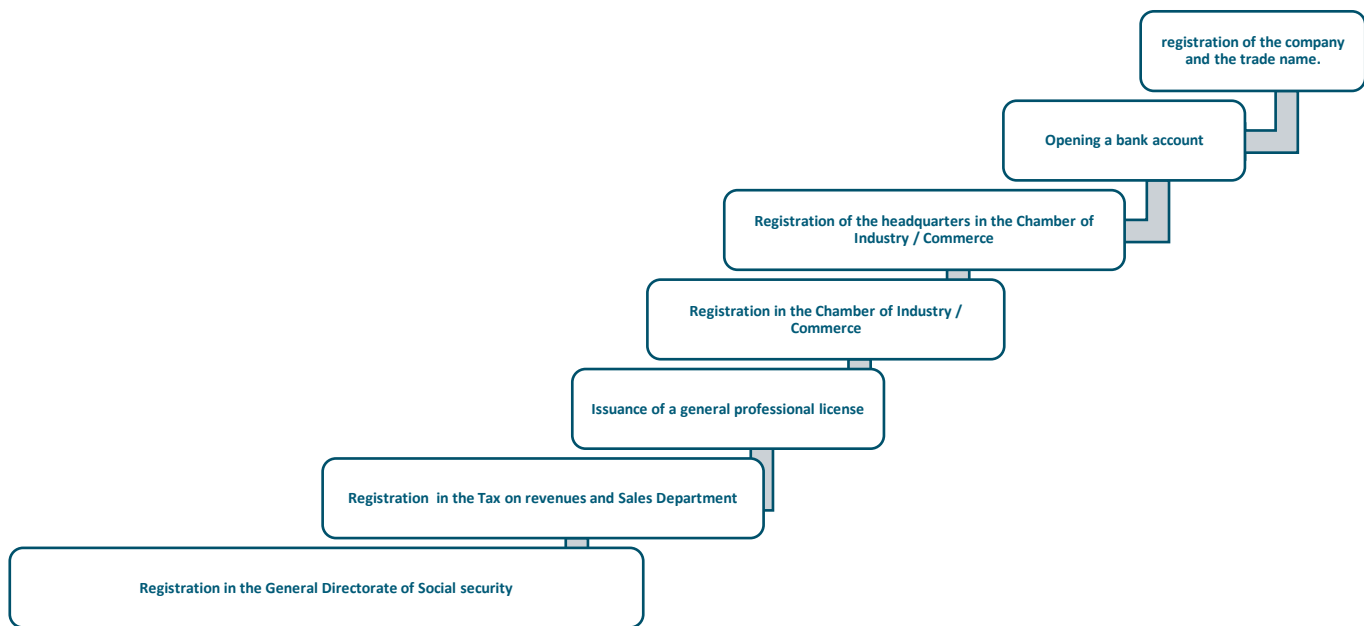 registration of the company
and the trade name.
Opening a bank account
Registration of the headquarters in the Chamber of
Industry / Commerce
Registration in the Chamber of Industry /
Commerce
Issuance of a general professional license
Registration  in the Tax on revenues and Sales Department
Registration in the General Directorate of Social security